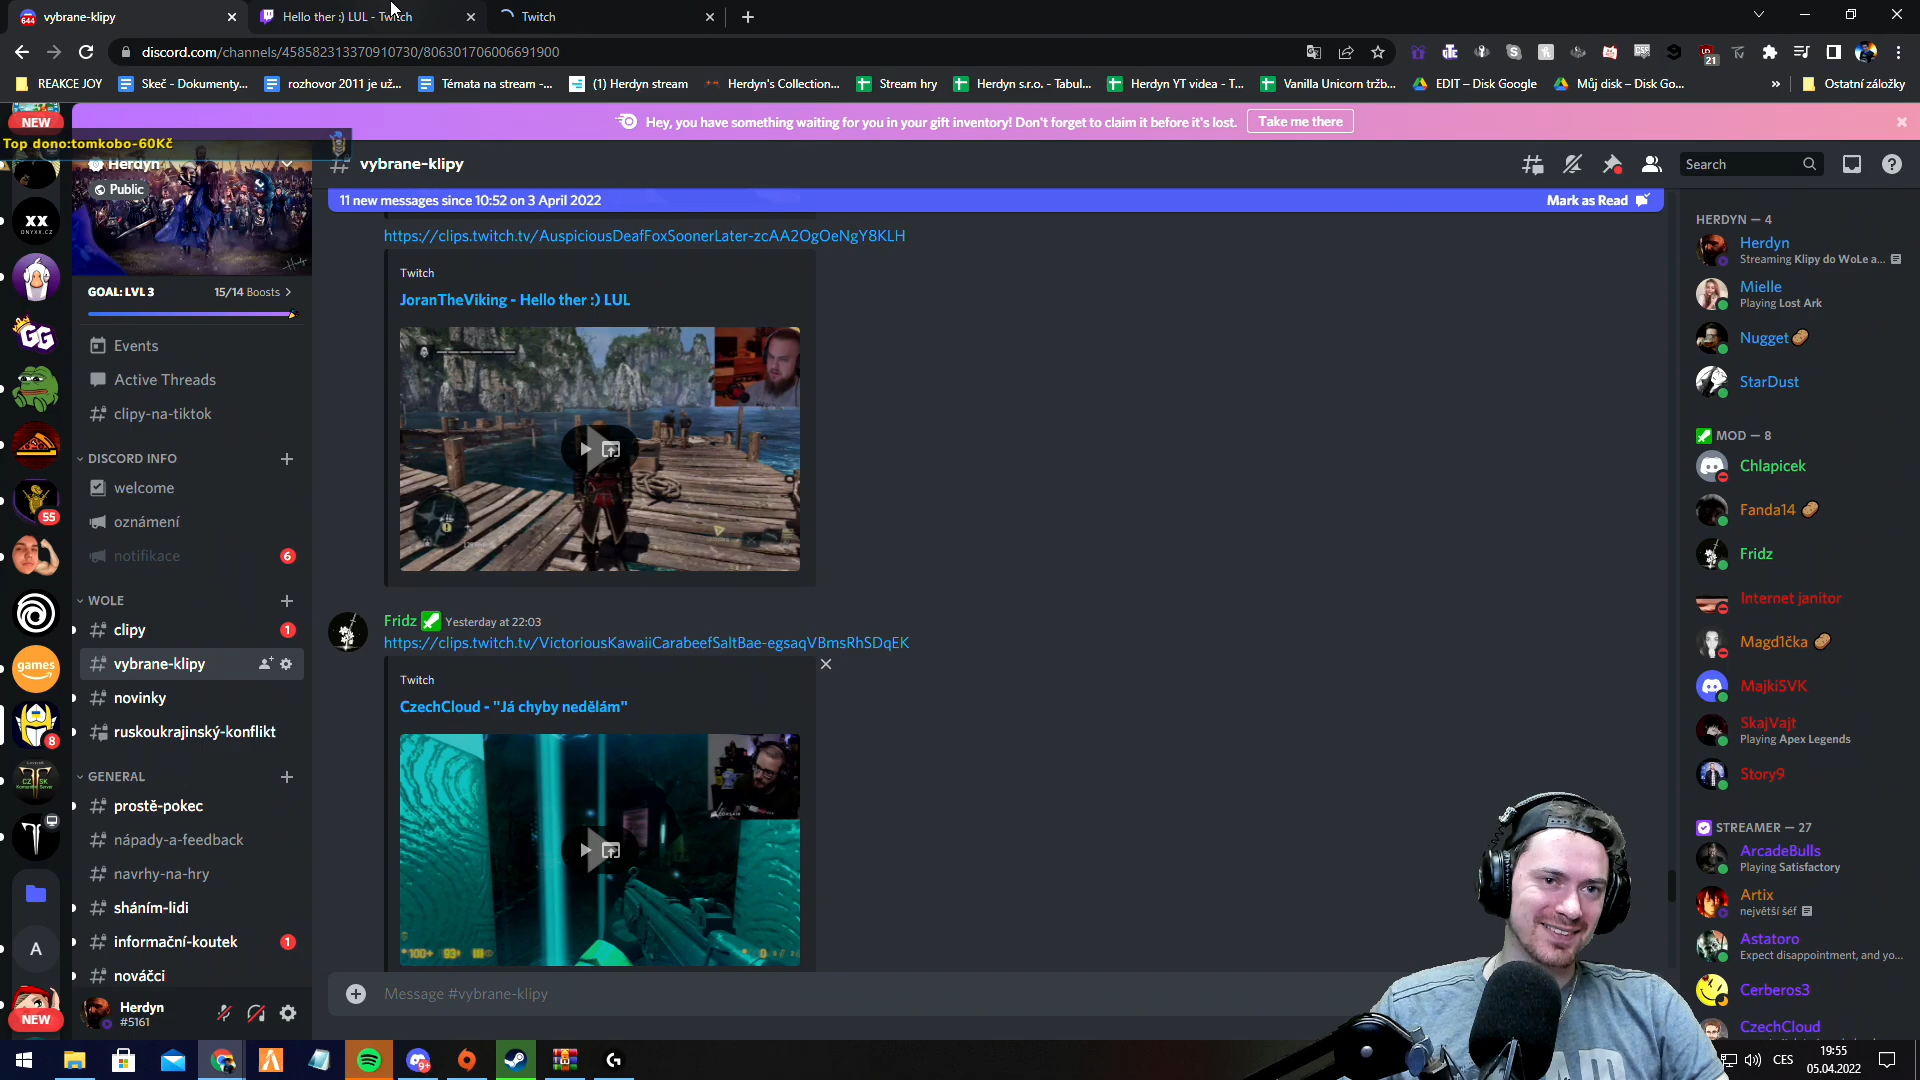 644
vybrane-klipy
Hello ther :) LUL - Twitch
Twitch
discord.com/channels/458582313370910730/806301706006691900
21
REAKCE JOY
Skeč - Dokumenty...
rozhovor 2011 je už...
Témata na stream -...
(1) Herdyn stream
Herdyn's Collection...
Stream hry
Herdyn s.r.o. - Tabul...
Herdyn YT videa - T...
Vanilla Unicorn tržb...
EDIT – Disk Google
Můj disk – Disk Go...
»
Ostatní záložky
NEW
Hey, you have something waiting for you in your gift inventory! Don't forget to claim it before it's lost.
Take me there
Top dono:tomkobo-60Kč
Herdyn
Public
GOAL: LVL 3
15/14 Boosts
Events
Active Threads
clipy-na-tiktok
DISCORD INFO
welcome
oznámení
notifikace
6
WOLE
clipy
1
vybrane-klipy
novinky
ruskoukrajinský-konflikt
GENERAL
prostě-pokec
nápady-a-feedback
navrhy-na-hry
sháním-lidi
informační-koutek
1
nováčci
Herdyn
#5161
XX
ONYXX.CZ
GG
55
games
8
CZ SK
A
NEW
vybrane-klipy
Search
11 new messages since 10:52 on 3 April 2022
Mark as Read
https://clips.twitch.tv/AuspiciousDeafFoxSoonerLater-zcAA2OgOeNgY8KLH
Twitch
JoranTheViking - Hello ther :) LUL
Fridz
Yesterday at 22:03
https://clips.twitch.tv/VictoriousKawaiiCarabeefSaltBae-egsaqVBmsRhSDqEK
Twitch
CzechCloud - "Já chyby nedělám"
Message #vybrane-klipy
HERDYN — 4
Herdyn
Streaming Klipy do WoLe a...
Mielle
Playing Lost Ark
Nugget
StarDust
MOD — 8
Chlapicek
Fanda14
Fridz
Internet janitor
Magd1čka
MajkiSVK
SkajVajt
Playing Apex Legends
Story9
STREAMER — 27
ArcadeBulls
Playing Satisfactory
Artix
největší šéf
Astatoro
Expect disappointment, and yo...
Cerberos3
CzechCloud
9+
CES
19:55
05.04.2022